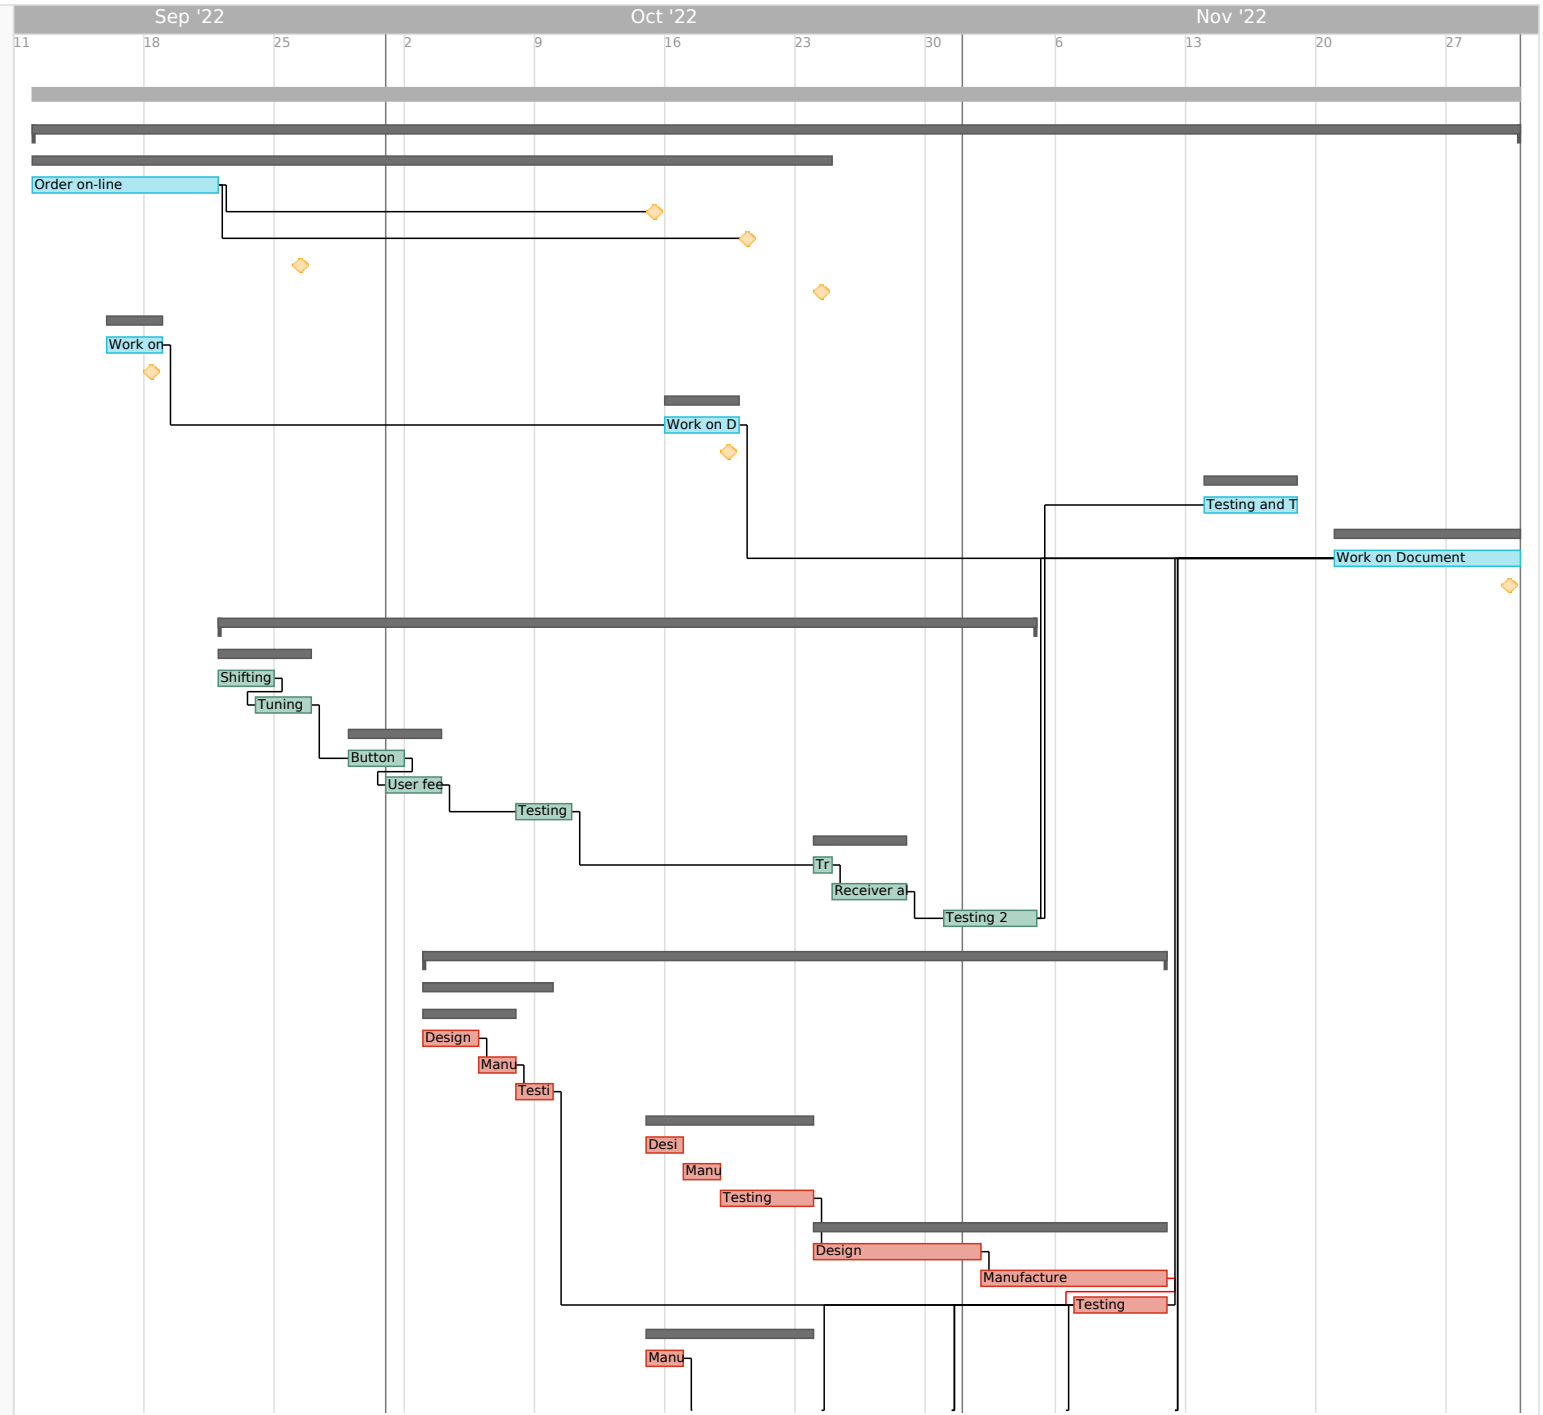 Sep '22 Oct '22 Nov '22
11 18 25 2 9 16 23 30 6 13 20 27
Order on-line
Work on
Work on D
Testing and T
Work on Document
Shifting
Tuning
Button
User fee
Testing
Tr
Receiver a
Testing 2
Design
Manu
Testi
Desi
Manu
Testing
Design
Manufacture
Testing
Manu